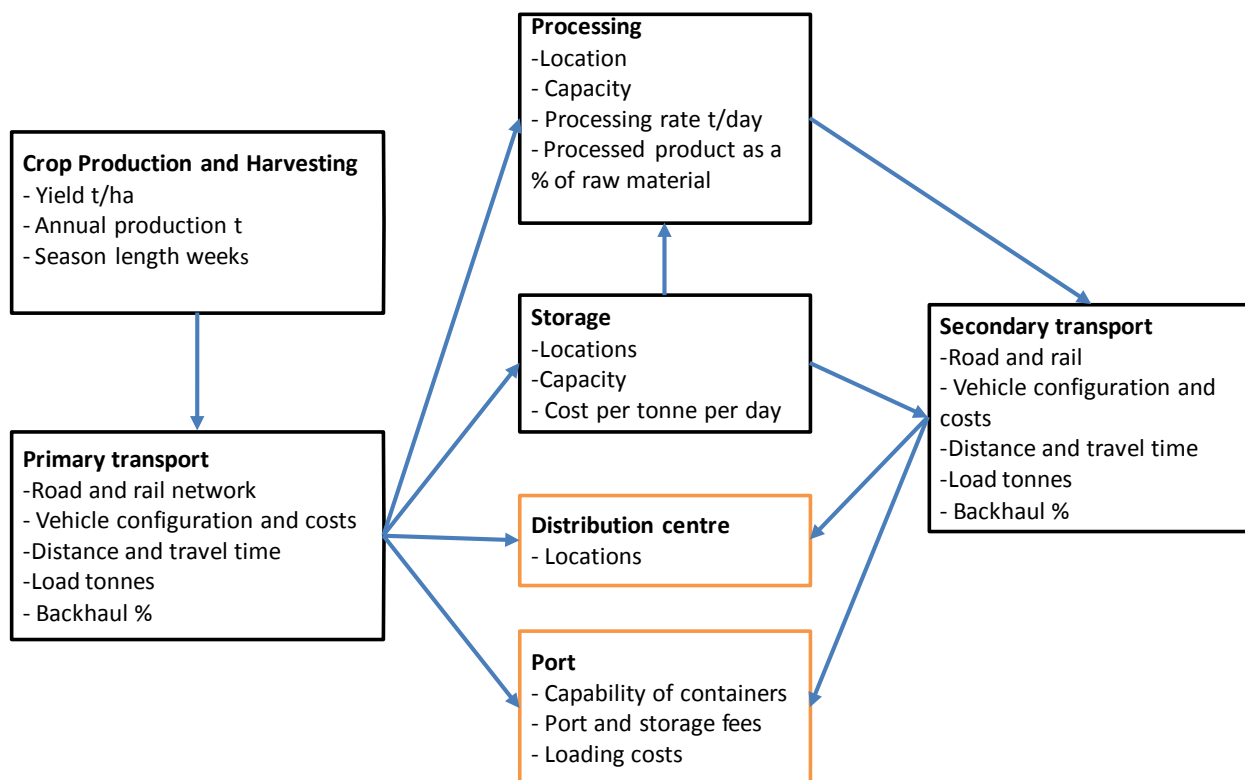 Processing
-Location
- Capacity
- Processing rate t/day
- Processed product as a
% of raw material
Crop Production and Harvesting
- Yield t/ha
- Annual production t
- Season length weeks
Storage
-Locations
-Capacity
- Cost per tonne per day
Secondary transport
-Road and rail
- Vehicle configuration and
costs
-Distance and travel time
-Load tonnes
- Backhaul %
Primary transport
-Road and rail network
- Vehicle configuration and costs
-Distance and travel time
-Load tonnes
- Backhaul %
Distribution centre
- Locations
Port
- Capability of containers
- Port and storage fees
- Loading costs